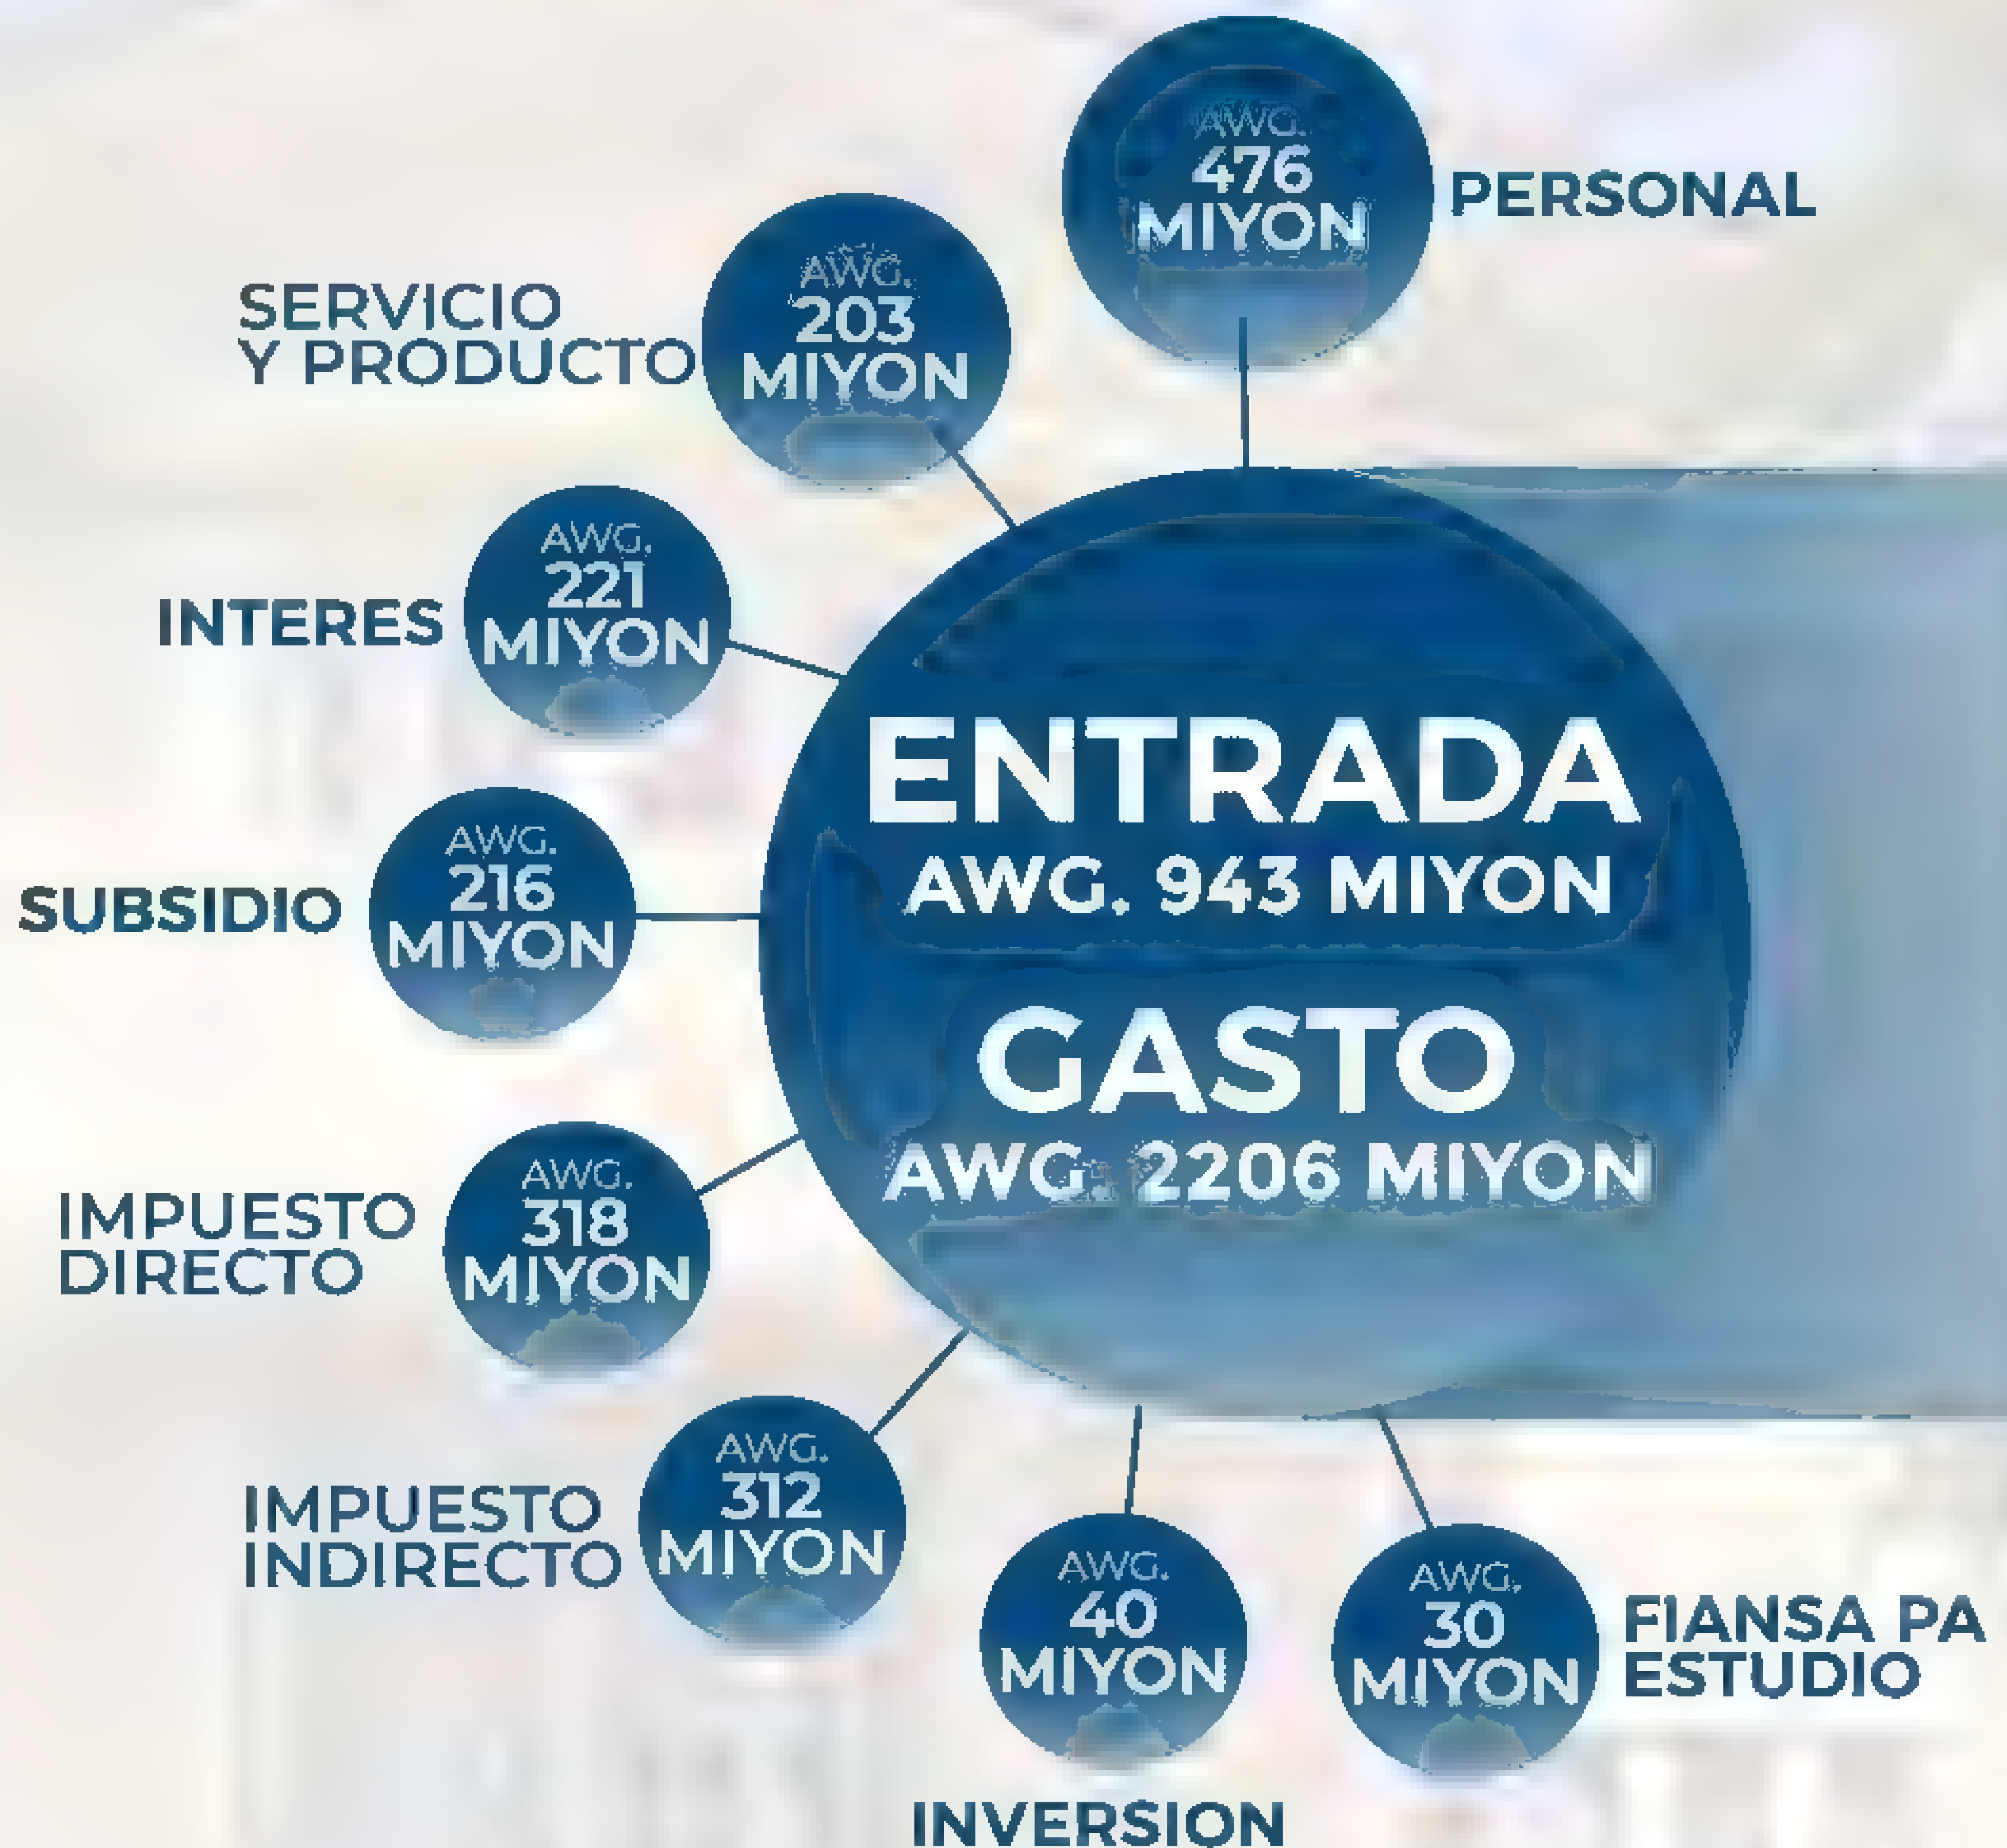 AWG.
476
MIYON
PERSONAL
SERVICIO
Y PRODUCTO
AWG.
203
MIYON
INTERES
AWG.
221
MIYON
ENTRADA
AWG. 943 MIYON
GASTO
AWG. 2206 MIYON
SUBSIDIO
AWG.
216
MIYON
IMPUESTO
DIRECTO
AWG.
318
MIYON
IMPUESTO
INDIRECTO
AWG.
312
MIYON
AWG.
40
MIYON
INVERSION
AWG.
30
MIYON
FIANSA PA
ESTUDIO